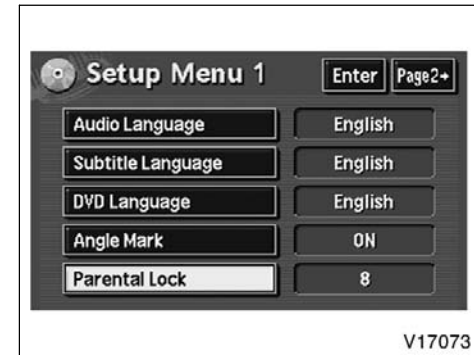 Setup Menu 1 Enter Page2→
Audio Language English
Subtitle Language English
DVD Language English
Angle Mark ON
Parental Lock 8
V17073